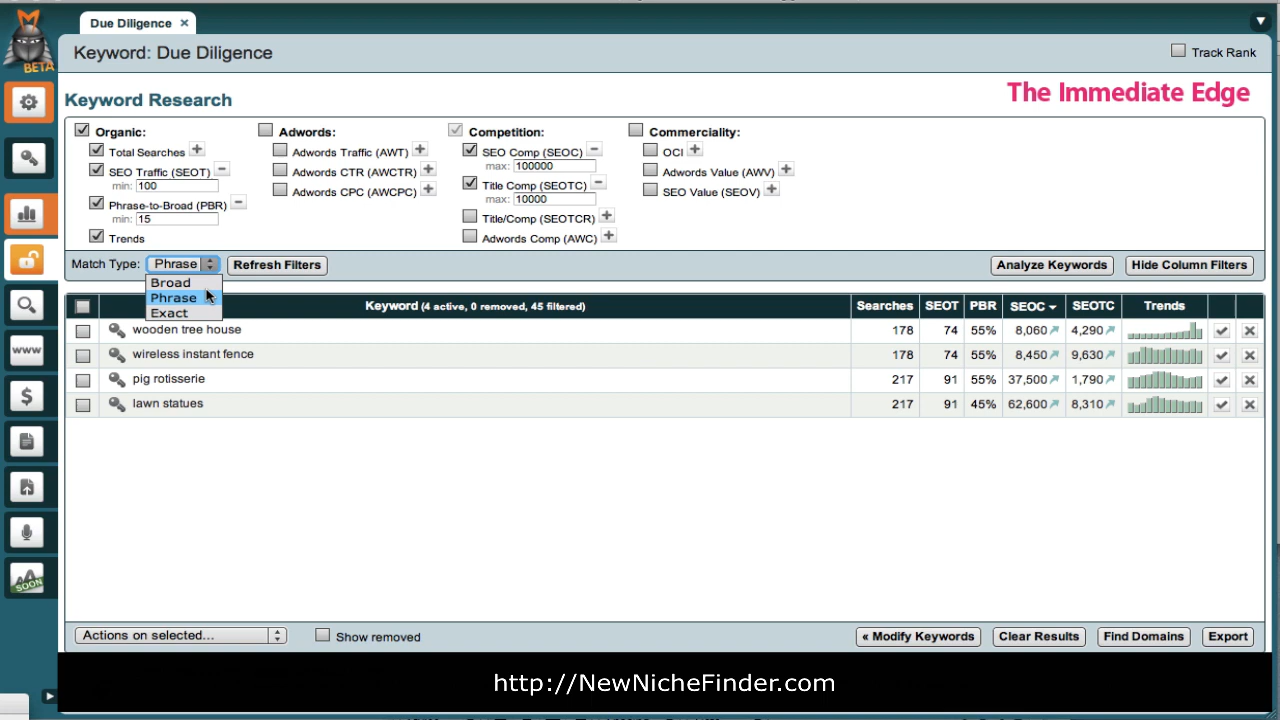 Due Diligence ×
BETA
Keyword: Due Diligence
Track Rank
The Immediate Edge
Keyword Research
Organic:
Total Searches +
SEO Traffic (SEOT) −
min: 100
Phrase-to-Broad (PBR) −
min: 15
Trends
Adwords:
Adwords Traffic (AWT) +
Adwords CTR (AWCTR) +
Adwords CPC (AWCPC) +
Competition:
SEO Comp (SEOC) −
max: 100000
Title Comp (SEOTC) −
max: 10000
Title/Comp (SEOTCR) +
Adwords Comp (AWC) +
Commerciality:
OCI +
Adwords Value (AWV) +
SEO Value (SEOV) +
Match Type: Phrase Refresh Filters Analyze Keywords Hide Column Filters
Broad
Phrase
Exact
Keyword (4 active, 0 removed, 45 filtered) Searches SEOT PBR SEOC SEOTC Trends
wooden tree house 178 74 55% 8,060 4,290
wireless instant fence 178 74 55% 8,450 9,630
pig rotisserie 217 91 55% 37,500 1,790
lawn statues 217 91 45% 62,600 8,310
www
$
SOON
Actions on selected... Show removed « Modify Keywords Clear Results Find Domains Export
http://NewNicheFinder.com